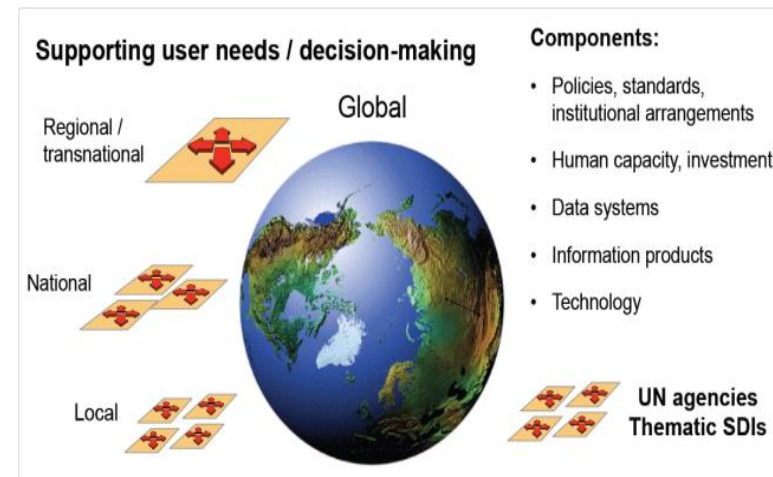 Supporting user needs / decision-making
Global
Regional /
transnational
National
Local
Components:
• Policies, standards,
institutional arrangements
• Human capacity, investment
• Data systems
• Information products
• Technology
UN agencies
Thematic SDIs